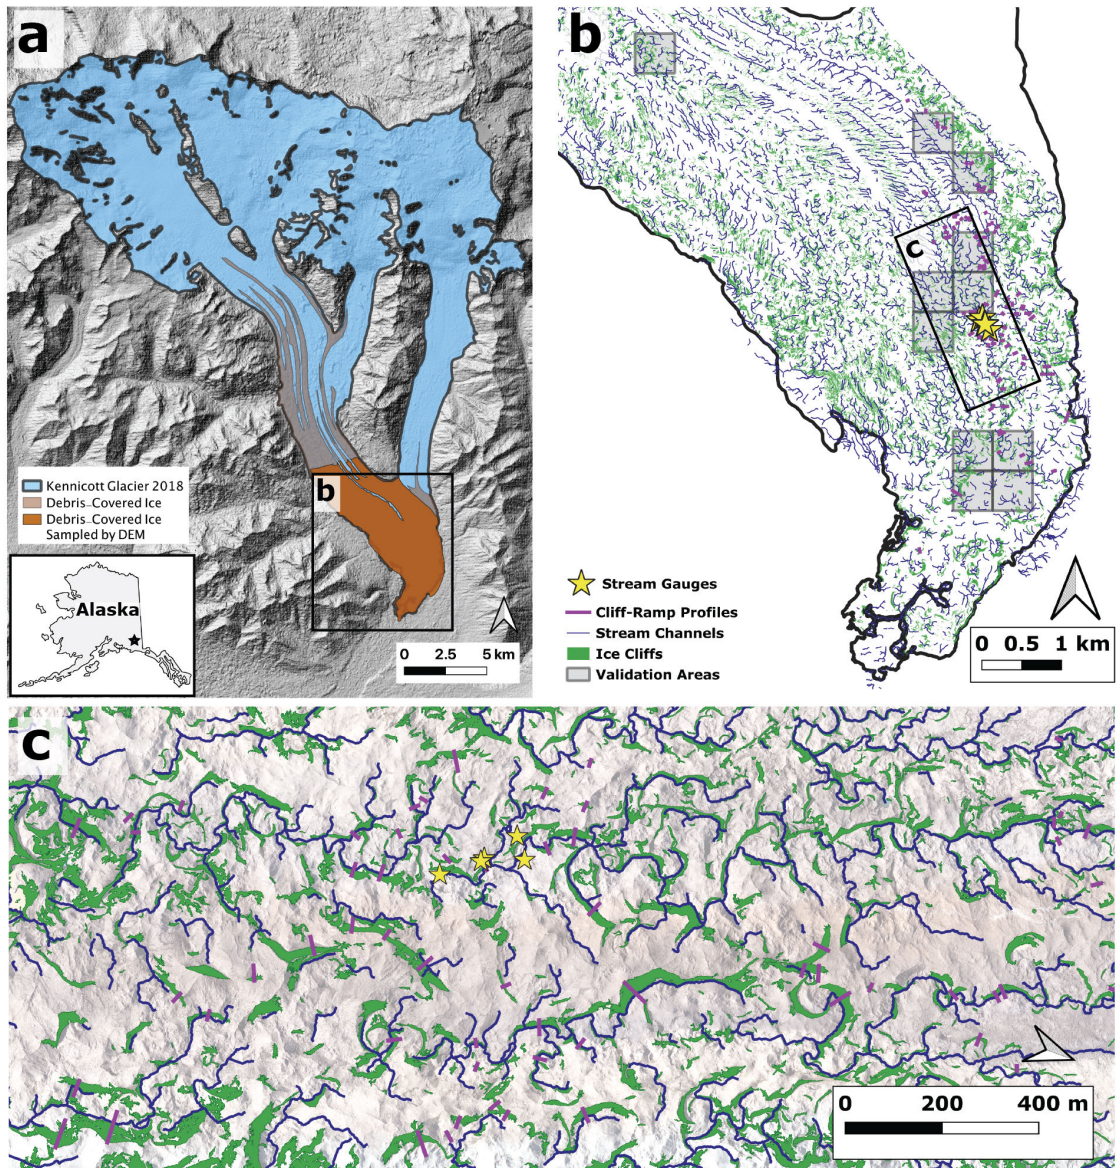 a
Kennicott Glacier 2018
Debris-Covered Ice
Debris-Covered Ice
Sampled by DEM
Alaska
b
0 2.5 5 km
b
c
Stream Gauges
Cliff-Ramp Profiles
Stream Channels
Ice Cliffs
Validation Areas
0 0.5 1 km
c
0 200 400 m